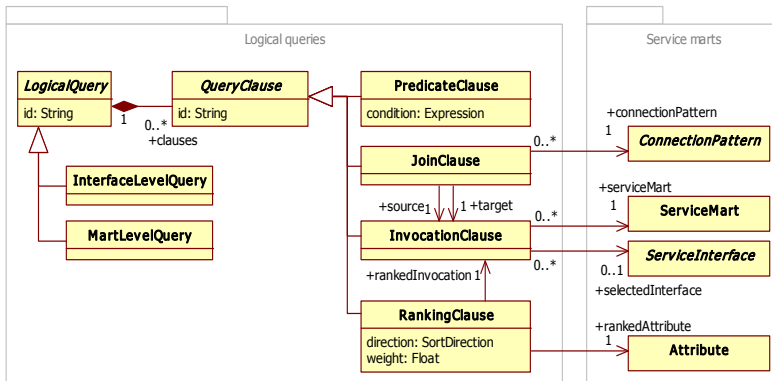 Logical queries
Service marts
LogicalQuery
id: String
1
0..*
+clauses
QueryClause
id: String
PredicateClause
condition: Expression
+connectionPattern
1
0..*
ConnectionPattern
JoinClause
InterfaceLevelQuery
+source
1
1
+target
+serviceMart
1
0..*
ServiceMart
MartLevelQuery
InvocationClause
ServiceInterface
0..*
0..1
+selectedInterface
+rankedInvocation
1
RankingClause
direction: SortDirection
weight: Float
+rankedAttribute
1
Attribute